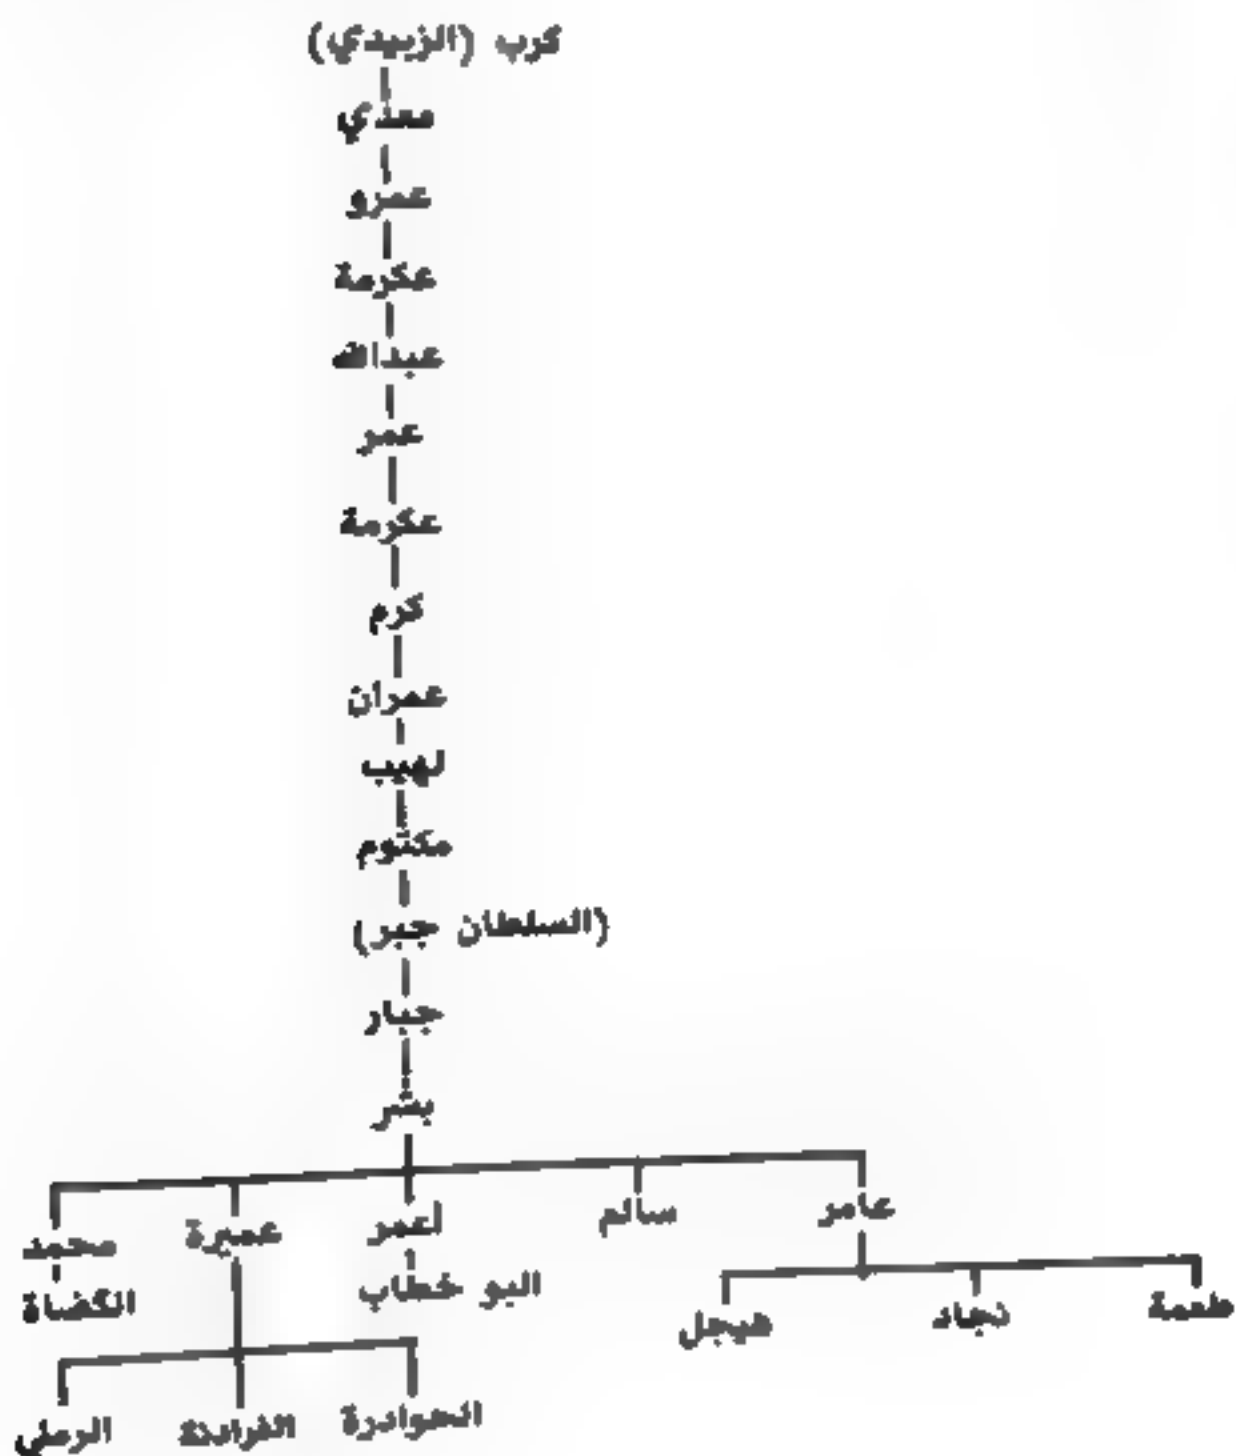 كرب (الزبيدي)
معدي
عمرو
عكرمة
عبدالله
عمر
عكرمة
كرم
عمران
لهيب
مكتوم
(السلطان جبر)
جبار
بشر
عامر
سالم
لعمر
عميرة
محمد
البو خطاب
الكضاة
طعمة
نجاد
هيجل
الحوادرة
الرملي